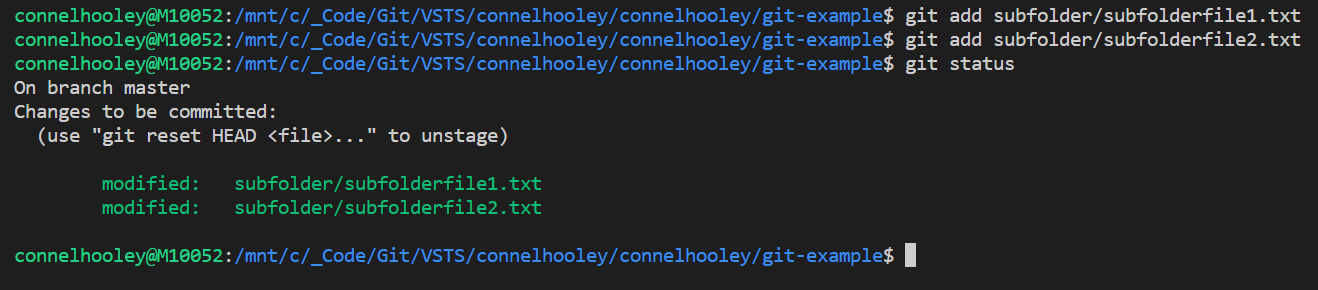 connelhooley@M10052:/mnt/c/_Code/Git/VSTS/connelhooley/connelhooley/git-example$ git add subfolder/subfolderfile1.txt
connelhooley@M10052:/mnt/c/_Code/Git/VSTS/connelhooley/connelhooley/git-example$ git add subfolder/subfolderfile2.txt
connelhooley@M10052:/mnt/c/_Code/Git/VSTS/connelhooley/connelhooley/git-example$ git status
On branch master
Changes to be committed:
  (use "git reset HEAD <file>..." to unstage)
        modified:   subfolder/subfolderfile1.txt
        modified:   subfolder/subfolderfile2.txt
connelhooley@M10052:/mnt/c/_Code/Git/VSTS/connelhooley/connelhooley/git-example$